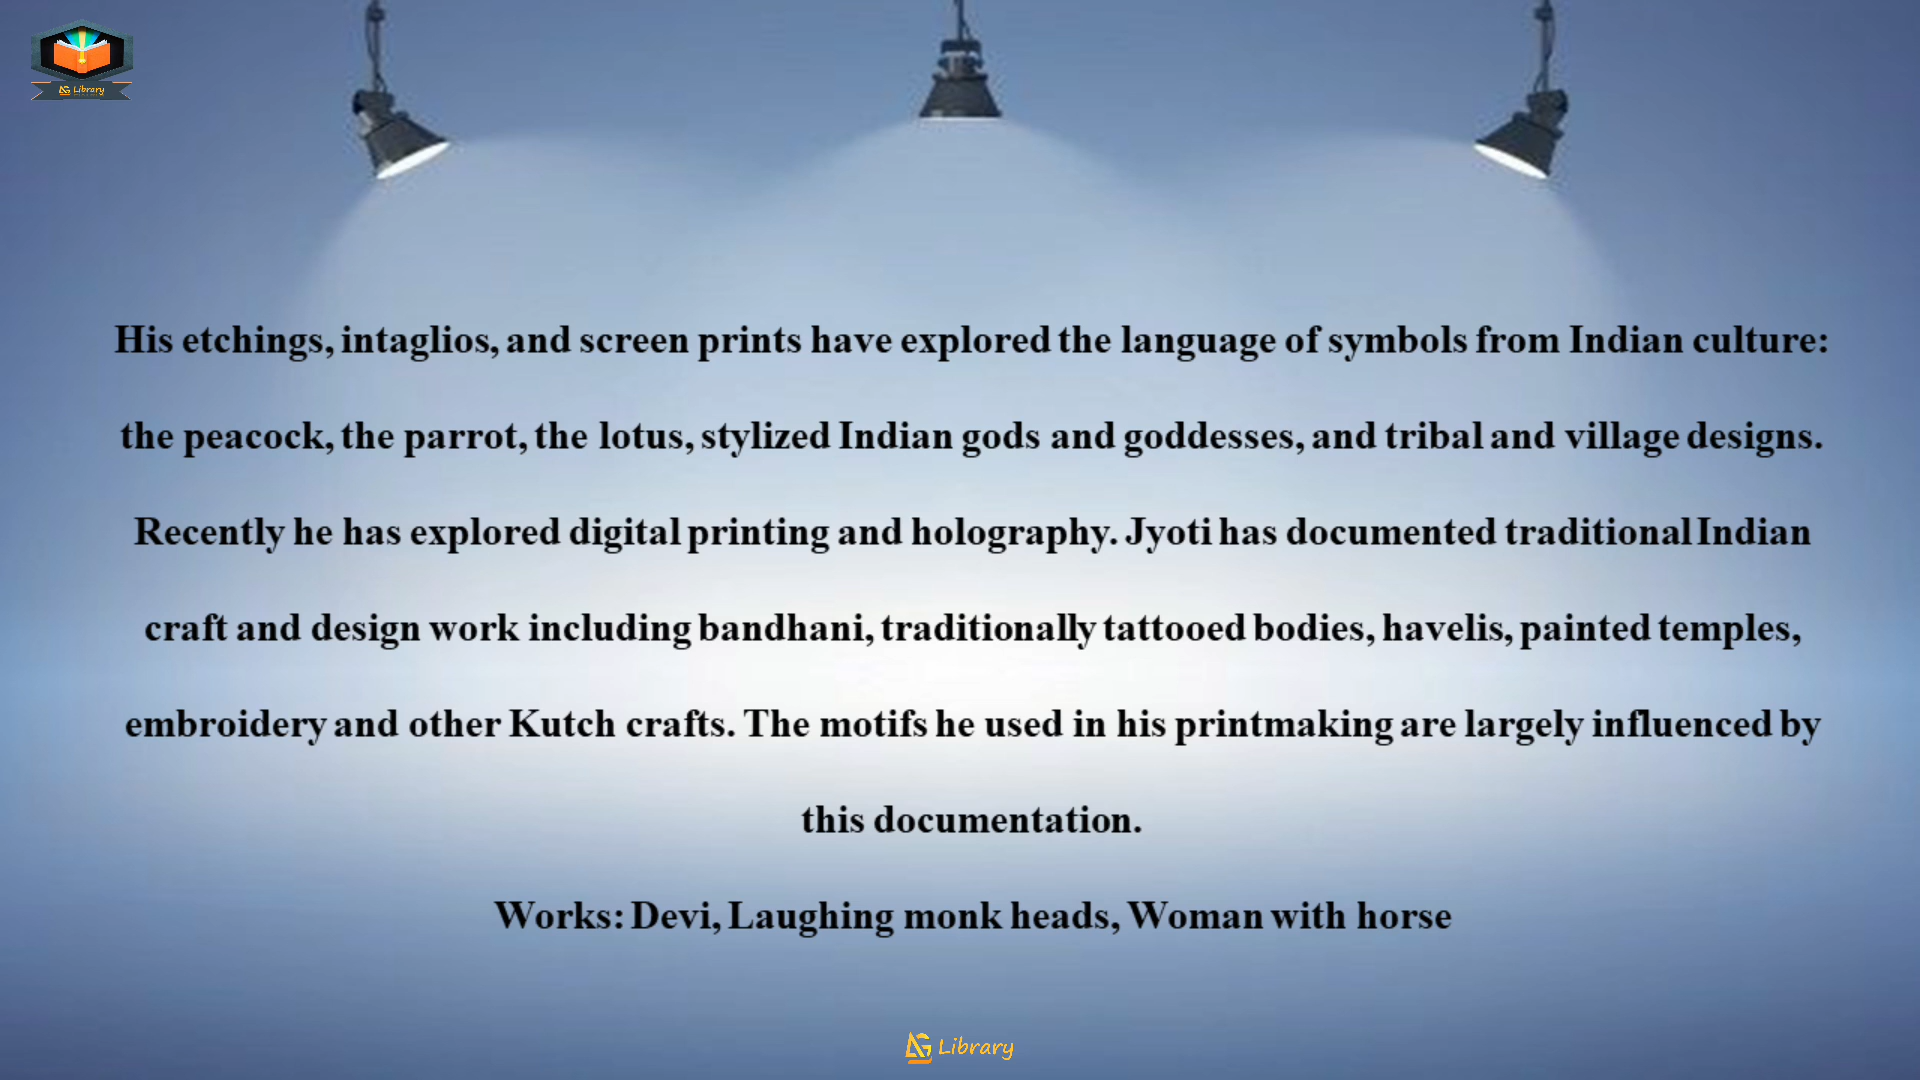 AG Library
His etchings, intaglios, and screen prints have explored the language of symbols from Indian culture:
the peacock, the parrot, the lotus, stylized Indian gods and goddesses, and tribal and village designs.
Recently he has explored digital printing and holography. Jyoti has documented traditional Indian
craft and design work including bandhani, traditionally tattooed bodies, havelis, painted temples,
embroidery and other Kutch crafts. The motifs he used in his printmaking are largely influenced by
this documentation.
Works: Devi, Laughing monk heads, Woman with horse
AG Library